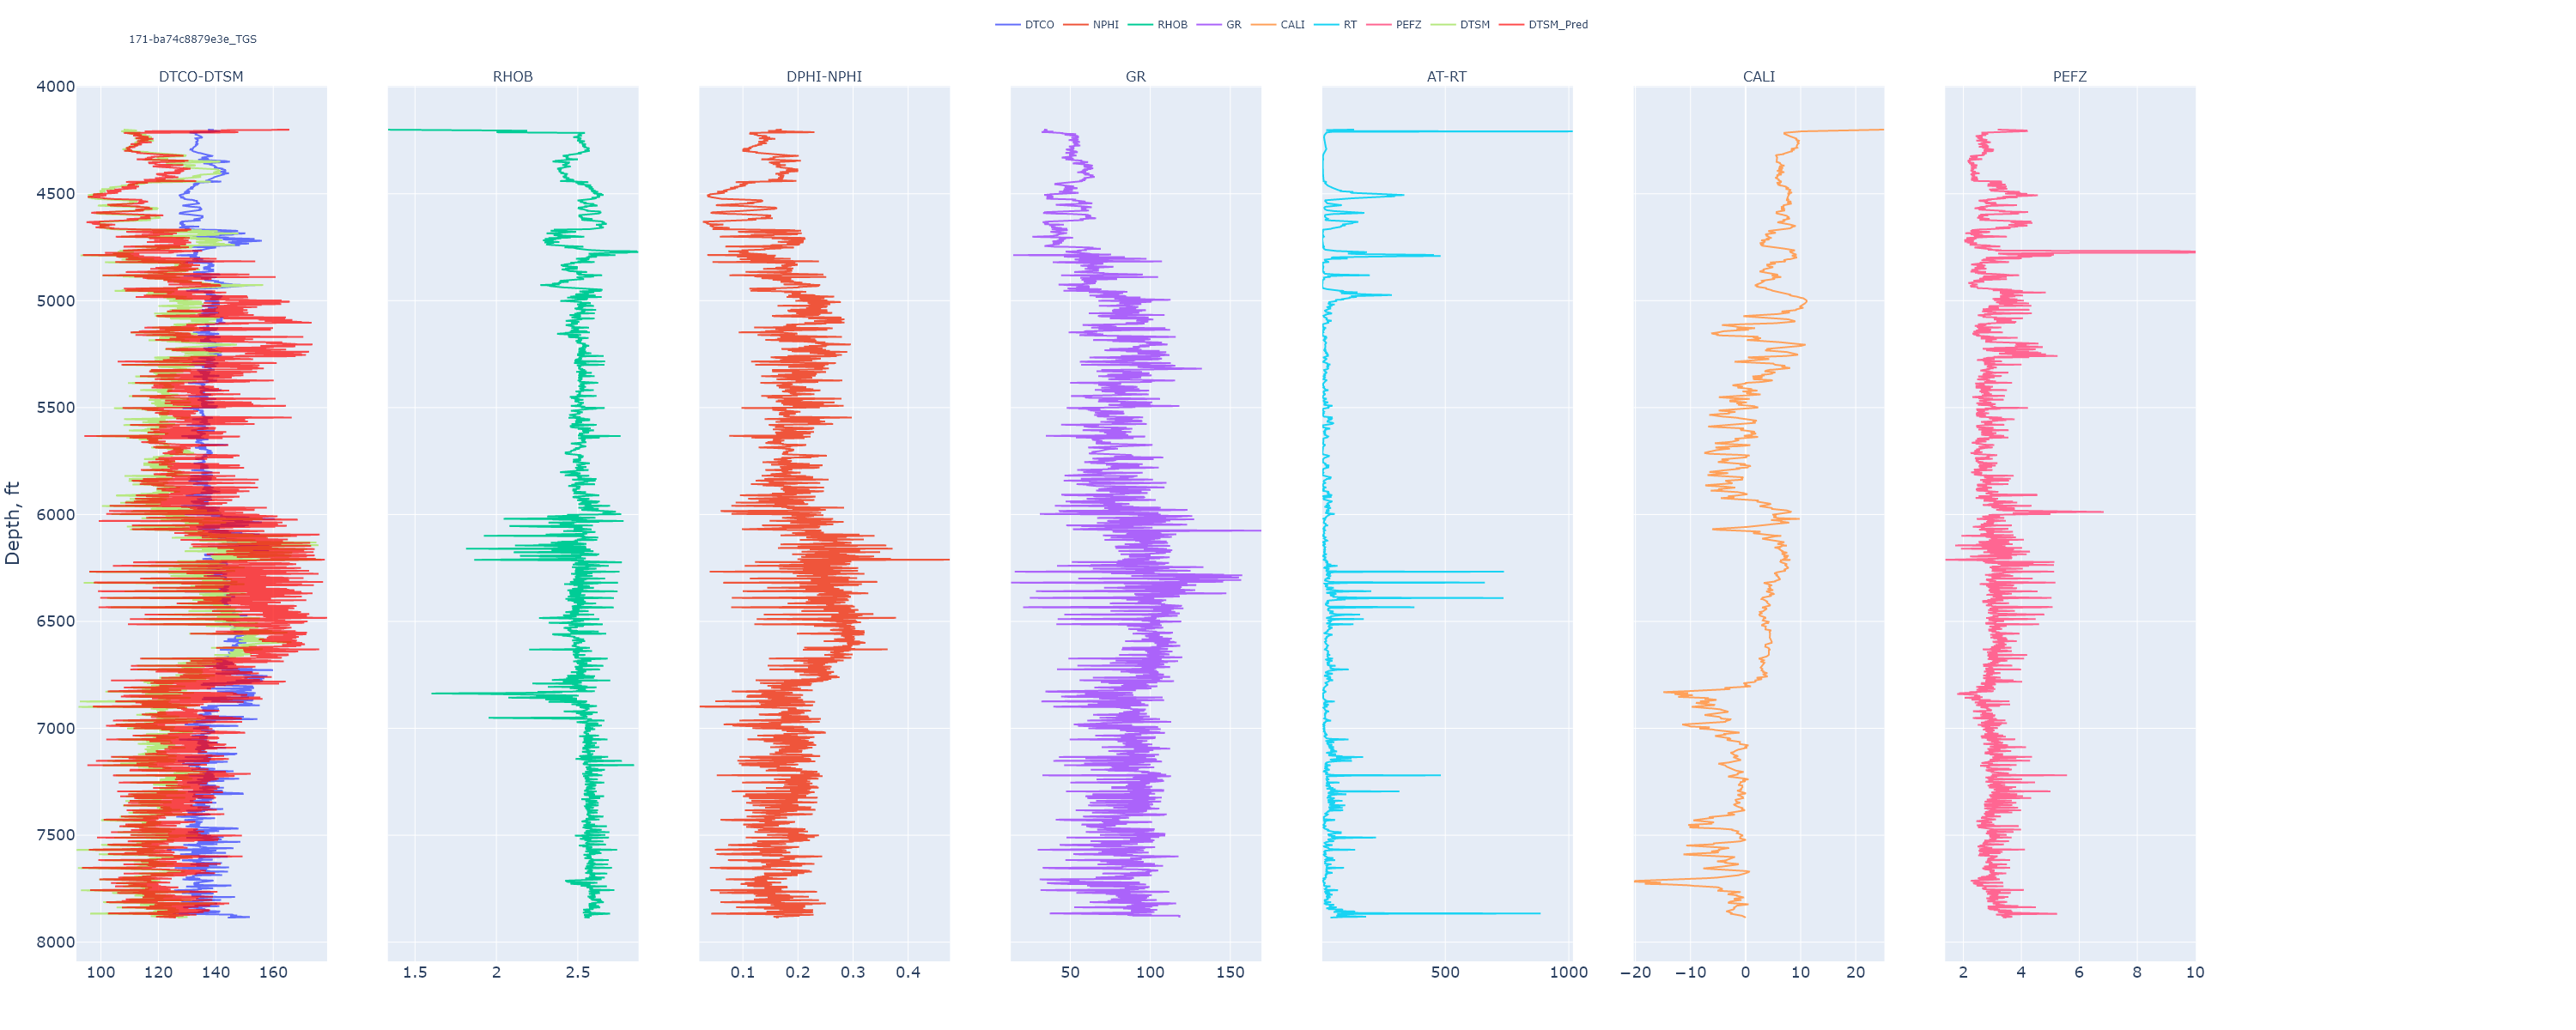 DTCO NPHI RHOB GR CALI RT PEFZ DTSM DTSM_Pred
171-ba74c8879e3e_TGS
DTCO-DTSM RHOB DPHI-NPHI GR AT-RT CALI PEFZ
4000
4500
5000
5500
6000
6500
7000
7500
8000
Depth, ft
100 120 140 160 1.5 2 2.5 0.1 0.2 0.3 0.4 50 100 150 500 1000 −20 −10 0 10 20 2 4 6 8 10